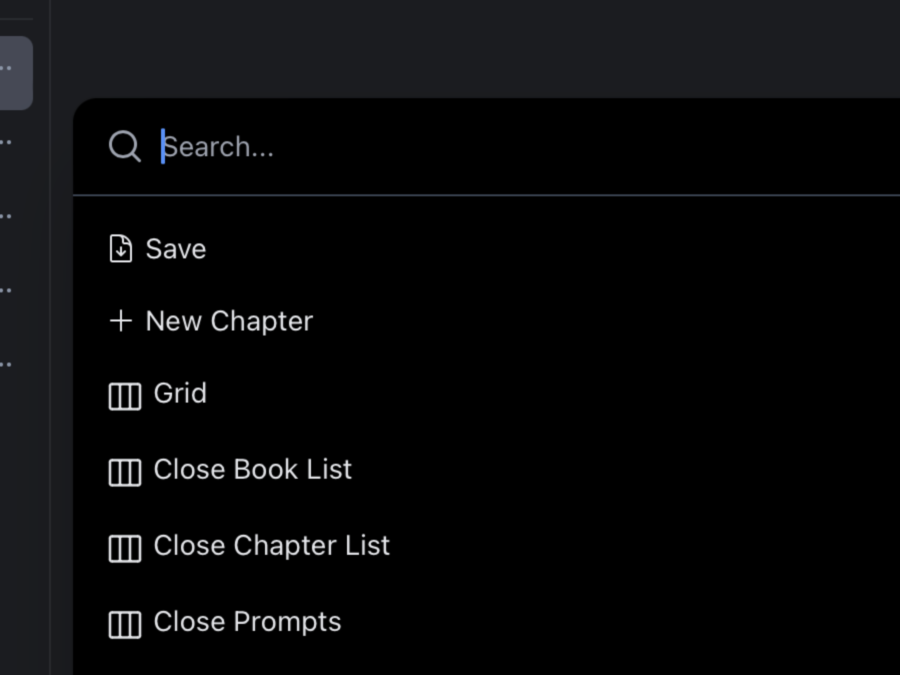 Search...
Save
New Chapter
Grid
Close Book List
Close Chapter List
Close Prompts